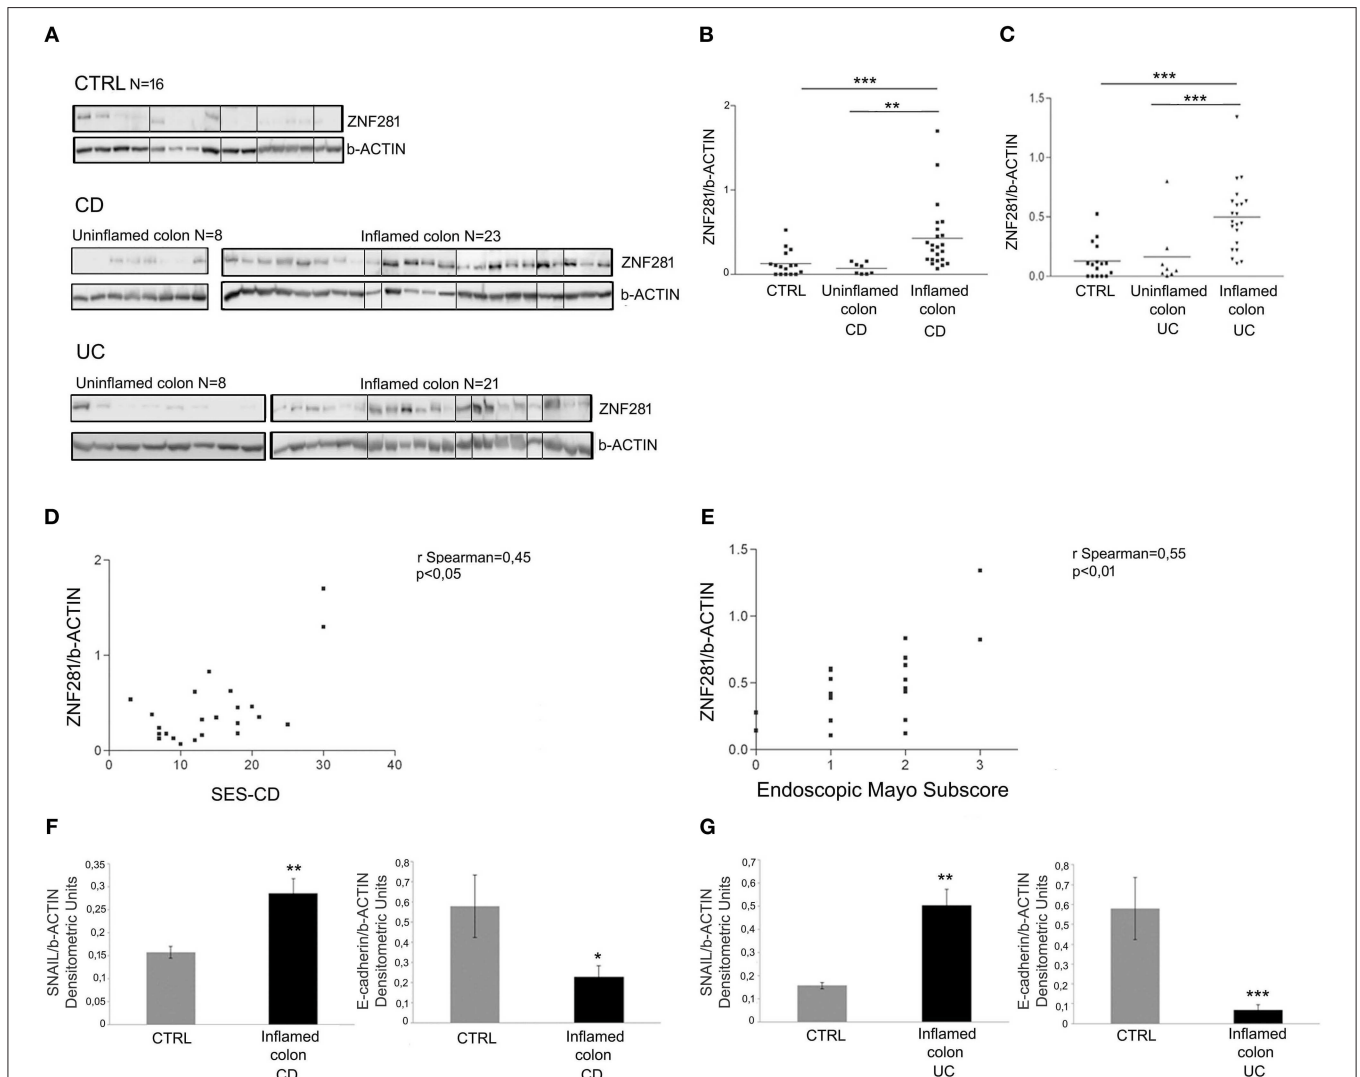 A
CTRL N=16
ZNF281
b-ACTIN
CD
Uninflamed colon N=8
Inflamed colon N=23
ZNF281
b-ACTIN
UC
Uninflamed colon N=8
Inflamed colon N=21
ZNF281
b-ACTIN
B
***
**
ZNF281/b-ACTIN
2
1
0
CTRL
Uninflamed
colon
CD
Inflamed
colon
CD
C
***
***
ZNF281/b-ACTIN
1.5
1.0
0.5
0.0
CTRL
Uninflamed
colon
UC
Inflamed
colon
UC
D
r Spearman=0,45
p<0,05
ZNF281/b-ACTIN
2
1
0
0 10 20 30 40
SES-CD
E
r Spearman=0,55
p<0,01
ZNF281/b-ACTIN
1.5
1.0
0.5
0.0
0 1 2 3
Endoscopic Mayo Subscore
F
SNAIL/b-ACTIN
Densitometric Units
0,35
0,3
0,25
0,2
0,15
0,1
0,05
0
**
CTRL
Inflamed
colon
CD
E-cadherin/b-ACTIN
Densitometric Units
0,8
0,7
0,6
0,5
0,4
0,3
0,2
0,1
0
*
CTRL
Inflamed
colon
CD
G
SNAIL/b-ACTIN
Densitometric Units
0,7
0,6
0,5
0,4
0,3
0,2
0,1
0
**
CTRL
Inflamed
colon
UC
E-cadherin/b-ACTIN
Densitometric Units
0,8
0,7
0,6
0,5
0,4
0,3
0,2
0,1
0
***
CTRL
Inflamed
colon
UC